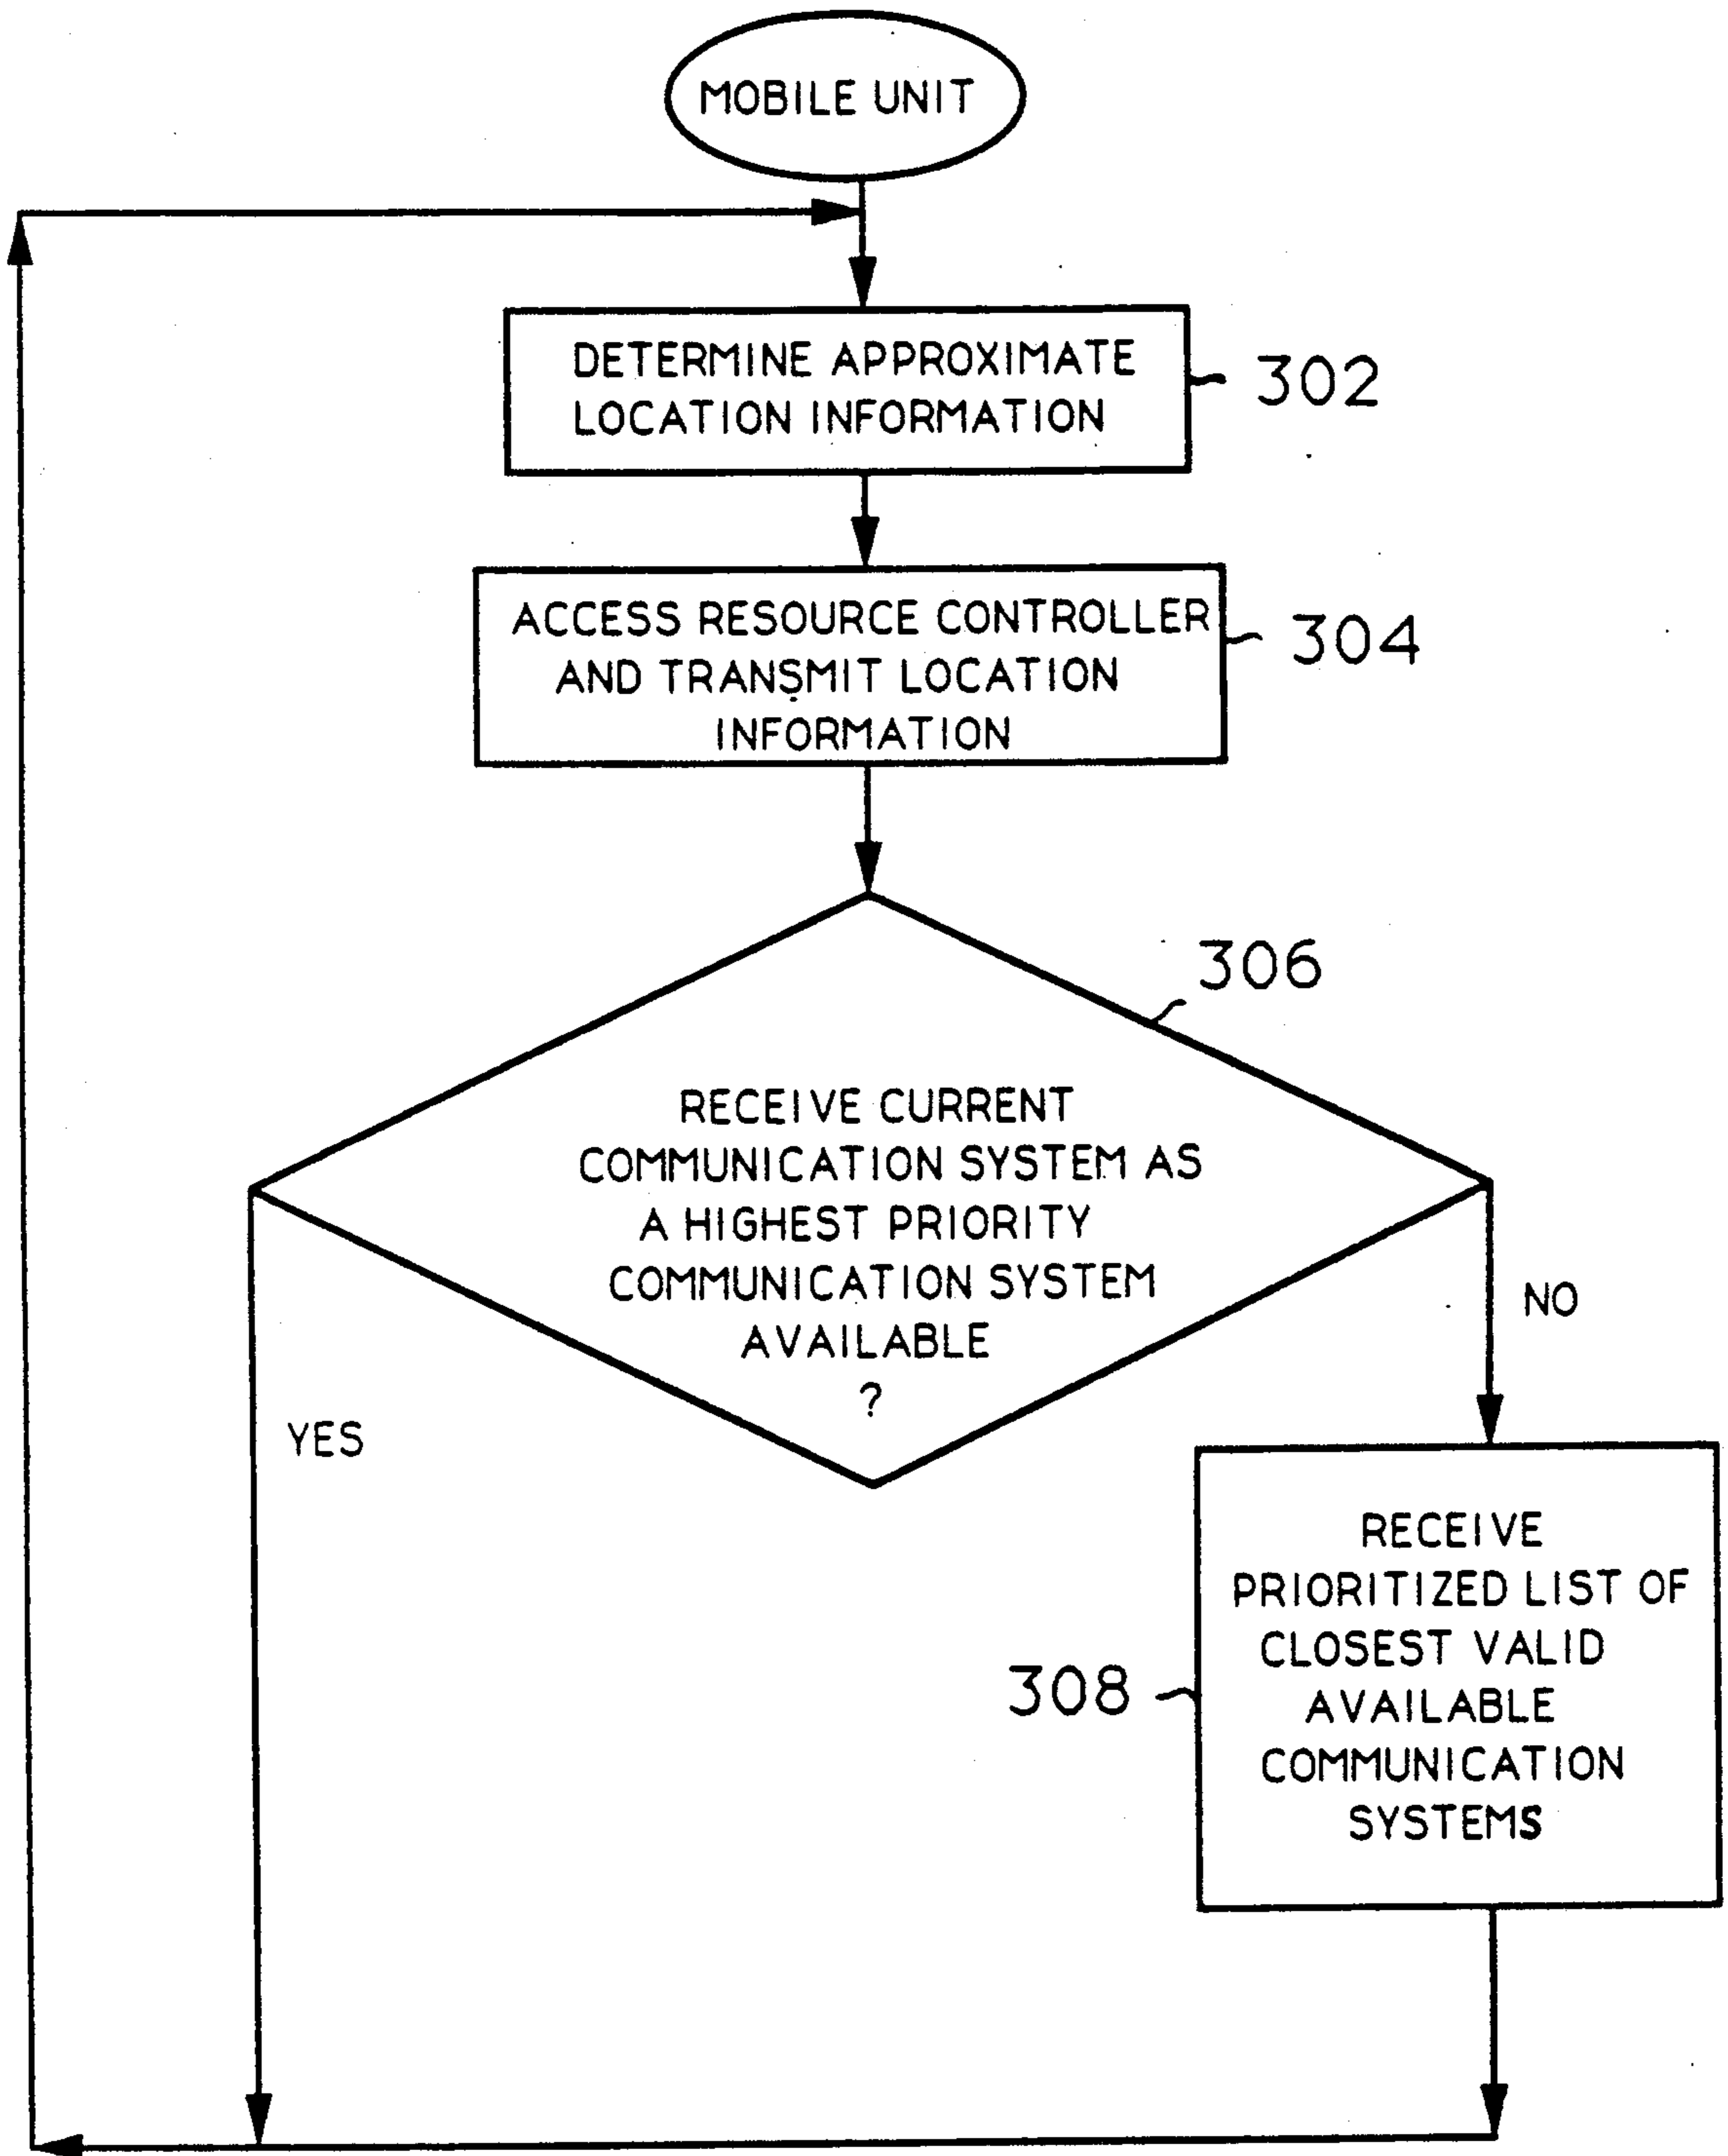 MOBILE UNIT
DETERMINE APPROXIMATE
LOCATION INFORMATION
302
ACCESS RESOURCE CONTROLLER
AND TRANSMIT LOCATION
INFORMATION
304
306
RECEIVE CURRENT
COMMUNICATION SYSTEM AS
A HIGHEST PRIORITY
COMMUNICATION SYSTEM
AVAILABLE
?
YES
NO
RECEIVE
PRIORITIZED LIST OF
CLOSEST VALID
AVAILABLE
COMMUNICATION
SYSTEMS
308